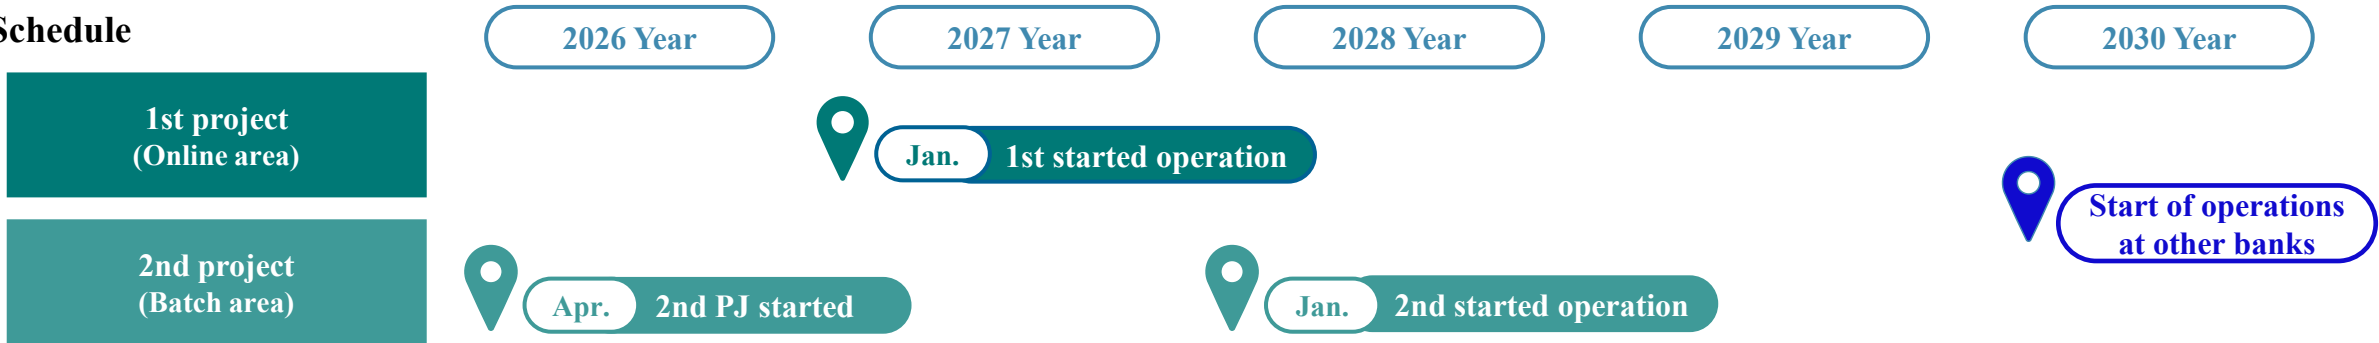 Schedule
2026 Year
2027 Year
2028 Year
2029 Year
2030 Year
1st project
(Online area)
Jan.
1st started operation
Start of operations
at other banks
2nd project
(Batch area)
Apr.
2nd PJ started
Jan.
2nd started operation